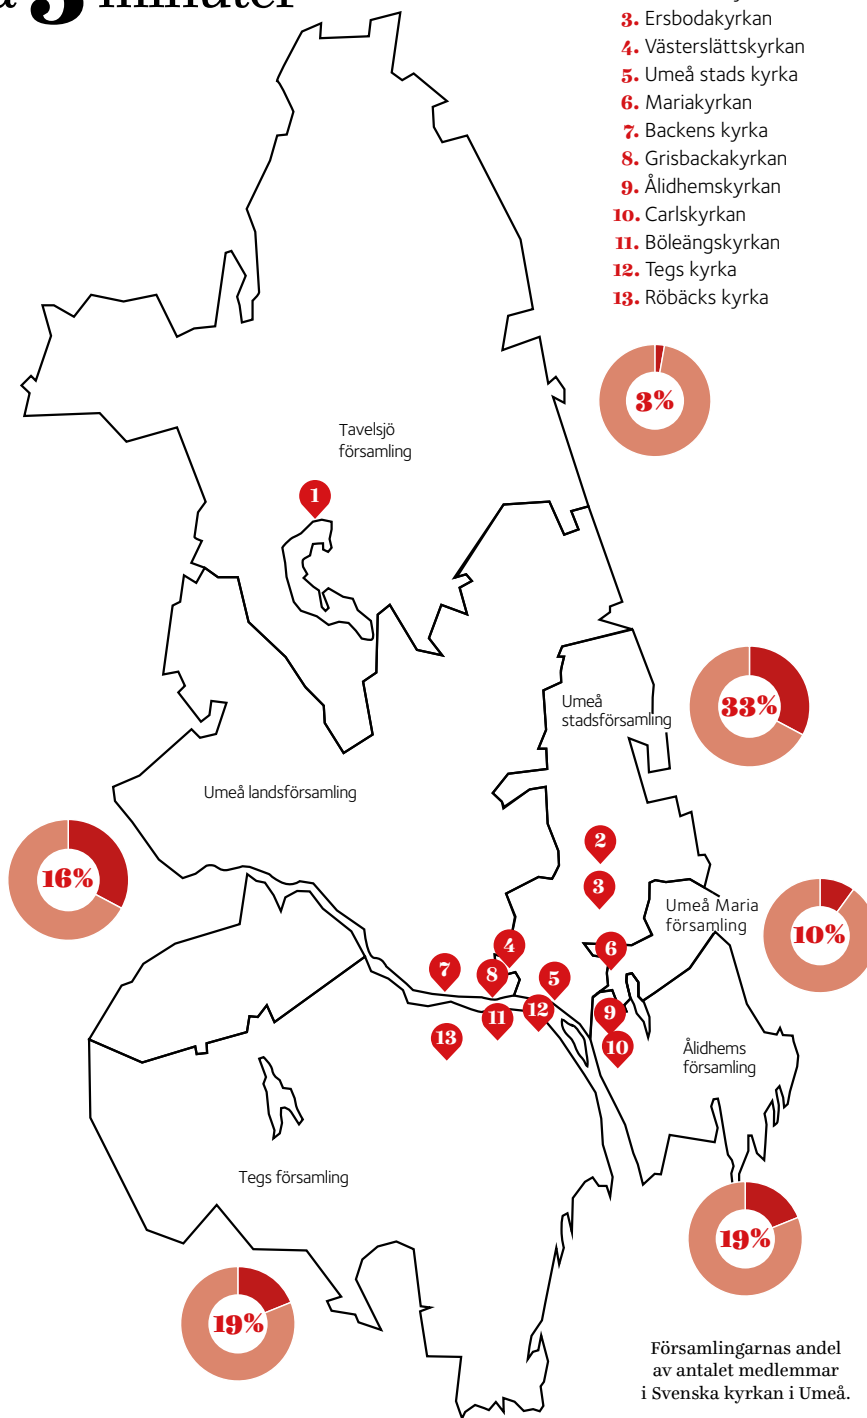 5 minuter
3. Ersbodakyrkan
4. Västerslättskyrkan
5. Umeå stads kyrka
6. Mariakyrkan
7. Backens kyrka
8. Grisbackakyrkan
9. Ålidhemskyrkan
10. Carlskyrkan
11. Böleängskyrkan
12. Tegs kyrka
13. Röbäcks kyrka
3%
Tavelsjö
församling
1
Umeå
stadsförsamling
33%
Umeå landsförsamling
2
16%
3
Umeå Maria
församling
10%
4
6
7
8
5
9
11
12
13
10
Ålidhems
församling
Tegs församling
19%
19%
Församlingarnas andel
av antalet medlemmar
i Svenska kyrkan i Umeå.